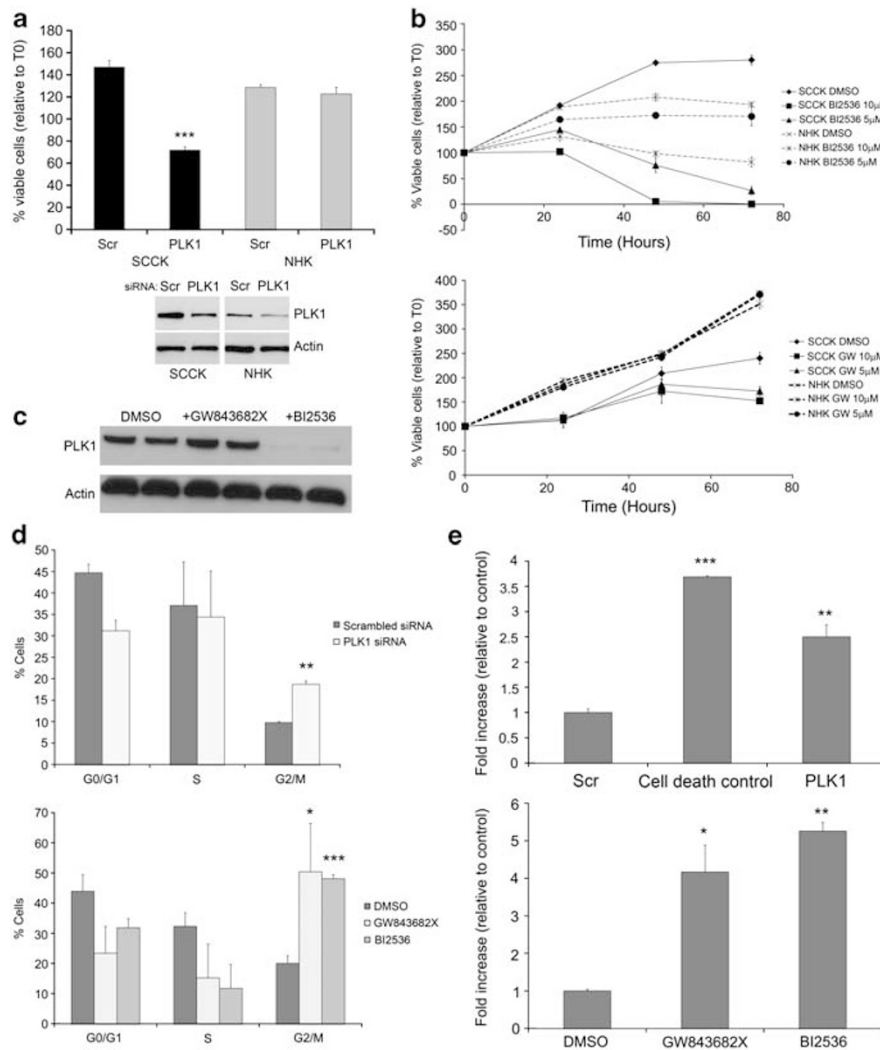 a
% viable cells (relative to T0)
160
140
120
100
80
60
40
20
0
***
Scr PLK1 Scr PLK1
SCCK NHK
siRNA: Scr PLK1 Scr PLK1
PLK1
Actin
SCCK NHK
b
% Viable cells (relative to T0)
350
300
250
200
150
100
50
0
-50
0 20 40 60 80
Time (Hours)
SCCK DMSO
SCCK BI2536 10μM
SCCK BI2536 5μM
NHK DMSO
NHK BI2536 10μM
NHK BI2536 5μM
% Viable cells (relative to T0)
400
350
300
250
200
150
100
50
0
0 20 40 60 80
Time (Hours)
SCCK DMSO
SCCK GW 10μM
SCCK GW 5μM
NHK DMSO
NHK GW 10μM
NHK GW 5μM
c
DMSO +GW843682X +BI2536
PLK1
Actin
d
% Cells
50
45
40
35
30
25
20
15
10
5
0
**
G0/G1 S G2/M
Scrambled siRNA
PLK1 siRNA
% Cells
70
60
50
40
30
20
10
0
*
***
G0/G1 S G2/M
DMSO
GW843682X
BI2536
e
Fold increase (relative to control)
4
3.5
3
2.5
2
1.5
1
0.5
0
***
**
Scr Cell death control PLK1
Fold increase (relative to control)
6
5
4
3
2
1
0
*
**
DMSO GW843682X BI2536